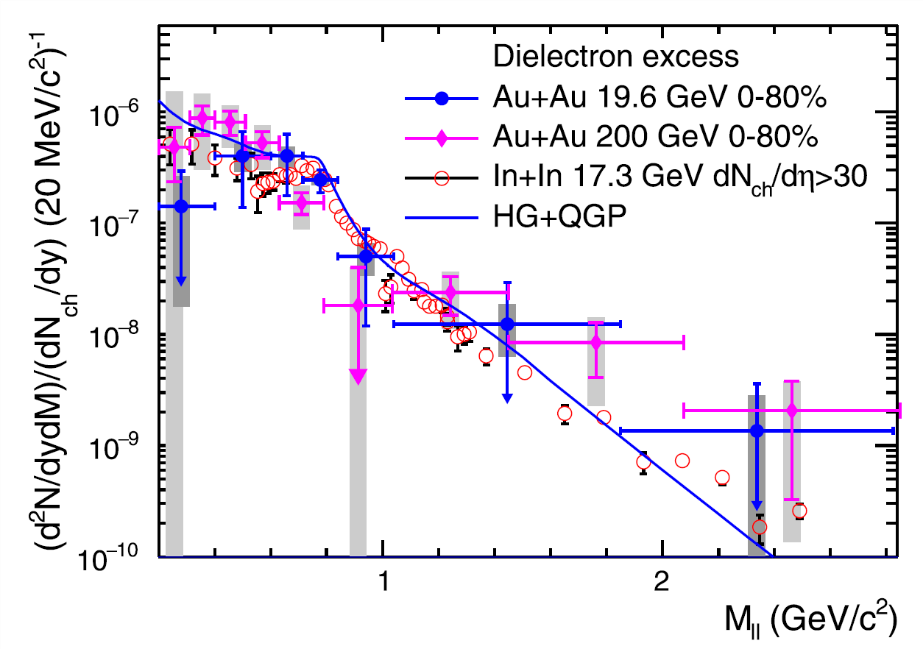 Dielectron excess
Au+Au 19.6 GeV 0-80%
Au+Au 200 GeV 0-80%
In+In 17.3 GeV dN_ch/dη>30
HG+QGP
(d²N/dydM)/(dN_ch/dy) (20 MeV/c²)⁻¹
10⁻⁶
10⁻⁷
10⁻⁸
10⁻⁹
10⁻¹⁰
1
2
M_ll (GeV/c²)